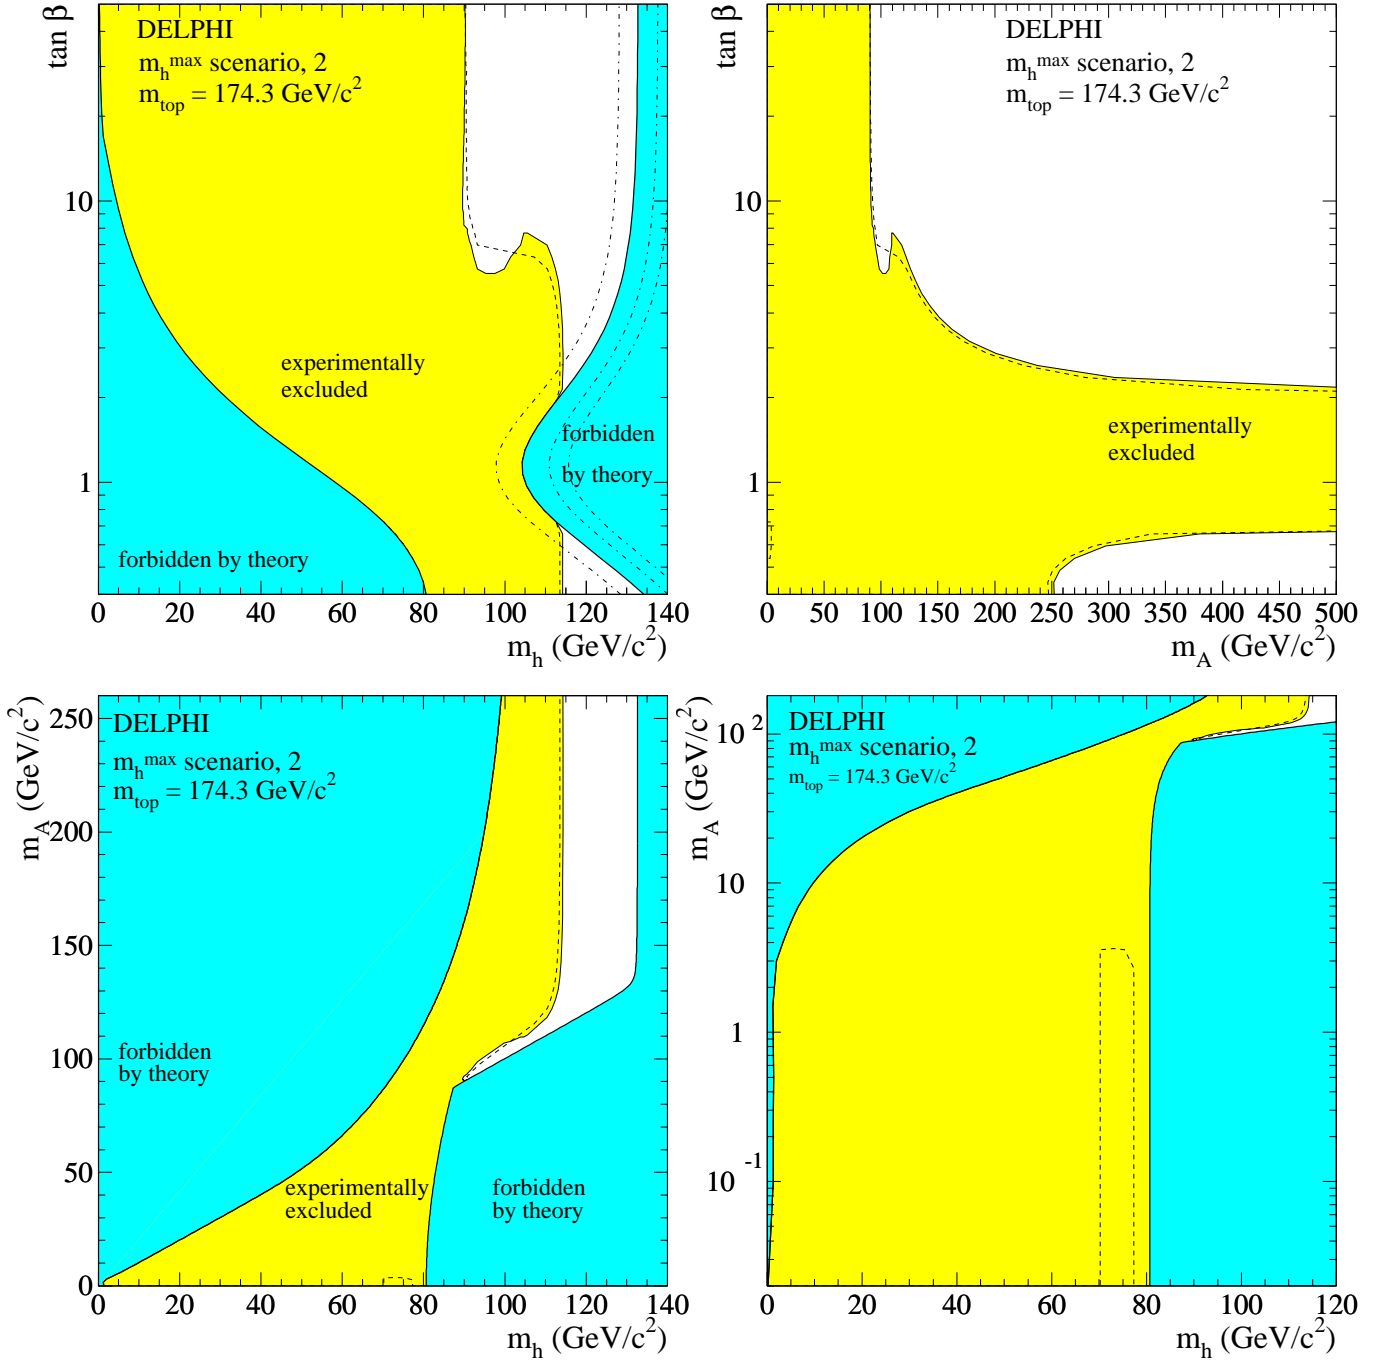 tan β
DELPHI
m_h^max scenario, 2
m_top = 174.3 GeV/c^2
10
1
experimentally
excluded
forbidden
by theory
forbidden by theory
0 20 40 60 80 100 120 140
m_h (GeV/c^2)
tan β
DELPHI
m_h^max scenario, 2
m_top = 174.3 GeV/c^2
10
1
experimentally
excluded
0 50 100 150 200 250 300 350 400 450 500
m_A (GeV/c^2)
m_A (GeV/c^2)
DELPHI
m_h^max scenario, 2
m_top = 174.3 GeV/c^2
250
200
150
100
50
0
forbidden
by theory
experimentally
excluded
forbidden
by theory
0 20 40 60 80 100 120 140
m_h (GeV/c^2)
m_A (GeV/c^2)
DELPHI
m_h^max scenario, 2
m_top = 174.3 GeV/c^2
10^2
10
1
10^-1
0 20 40 60 80 100 120
m_h (GeV/c^2)